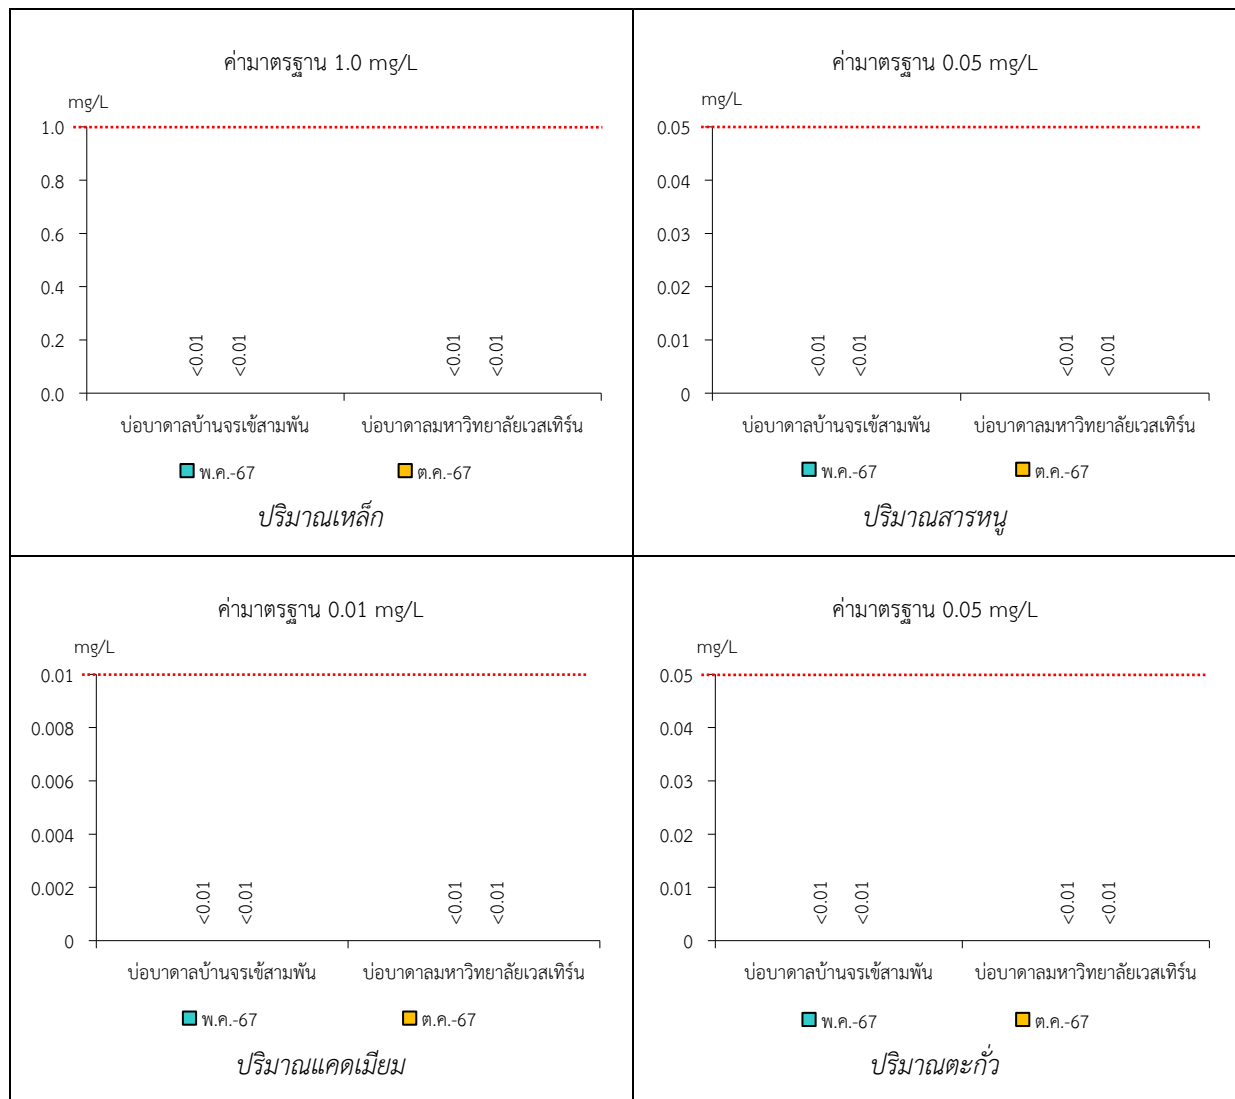 ค่ามาตรฐาน 1.0 mg/L
mg/L
1.0
0.8
0.6
0.4
0.2
0.0
<0.01 <0.01 <0.01 <0.01
บ่อบาดาลบ้านจรเข้สามพัน บ่อบาดาลมหาวิทยาลัยเวสเทิร์น
พ.ค.-67 ต.ค.-67
ปริมาณเหล็ก
ค่ามาตรฐาน 0.05 mg/L
mg/L
0.05
0.04
0.03
0.02
0.01
0
<0.01 <0.01 <0.01 <0.01
บ่อบาดาลบ้านจรเข้สามพัน บ่อบาดาลมหาวิทยาลัยเวสเทิร์น
พ.ค.-67 ต.ค.-67
ปริมาณสารหนู
ค่ามาตรฐาน 0.01 mg/L
mg/L
0.01
0.008
0.006
0.004
0.002
0
<0.01 <0.01 <0.01 <0.01
บ่อบาดาลบ้านจรเข้สามพัน บ่อบาดาลมหาวิทยาลัยเวสเทิร์น
พ.ค.-67 ต.ค.-67
ปริมาณแคดเมียม
ค่ามาตรฐาน 0.05 mg/L
mg/L
0.05
0.04
0.03
0.02
0.01
0
<0.01 <0.01 <0.01 <0.01
บ่อบาดาลบ้านจรเข้สามพัน บ่อบาดาลมหาวิทยาลัยเวสเทิร์น
พ.ค.-67 ต.ค.-67
ปริมาณตะกั่ว